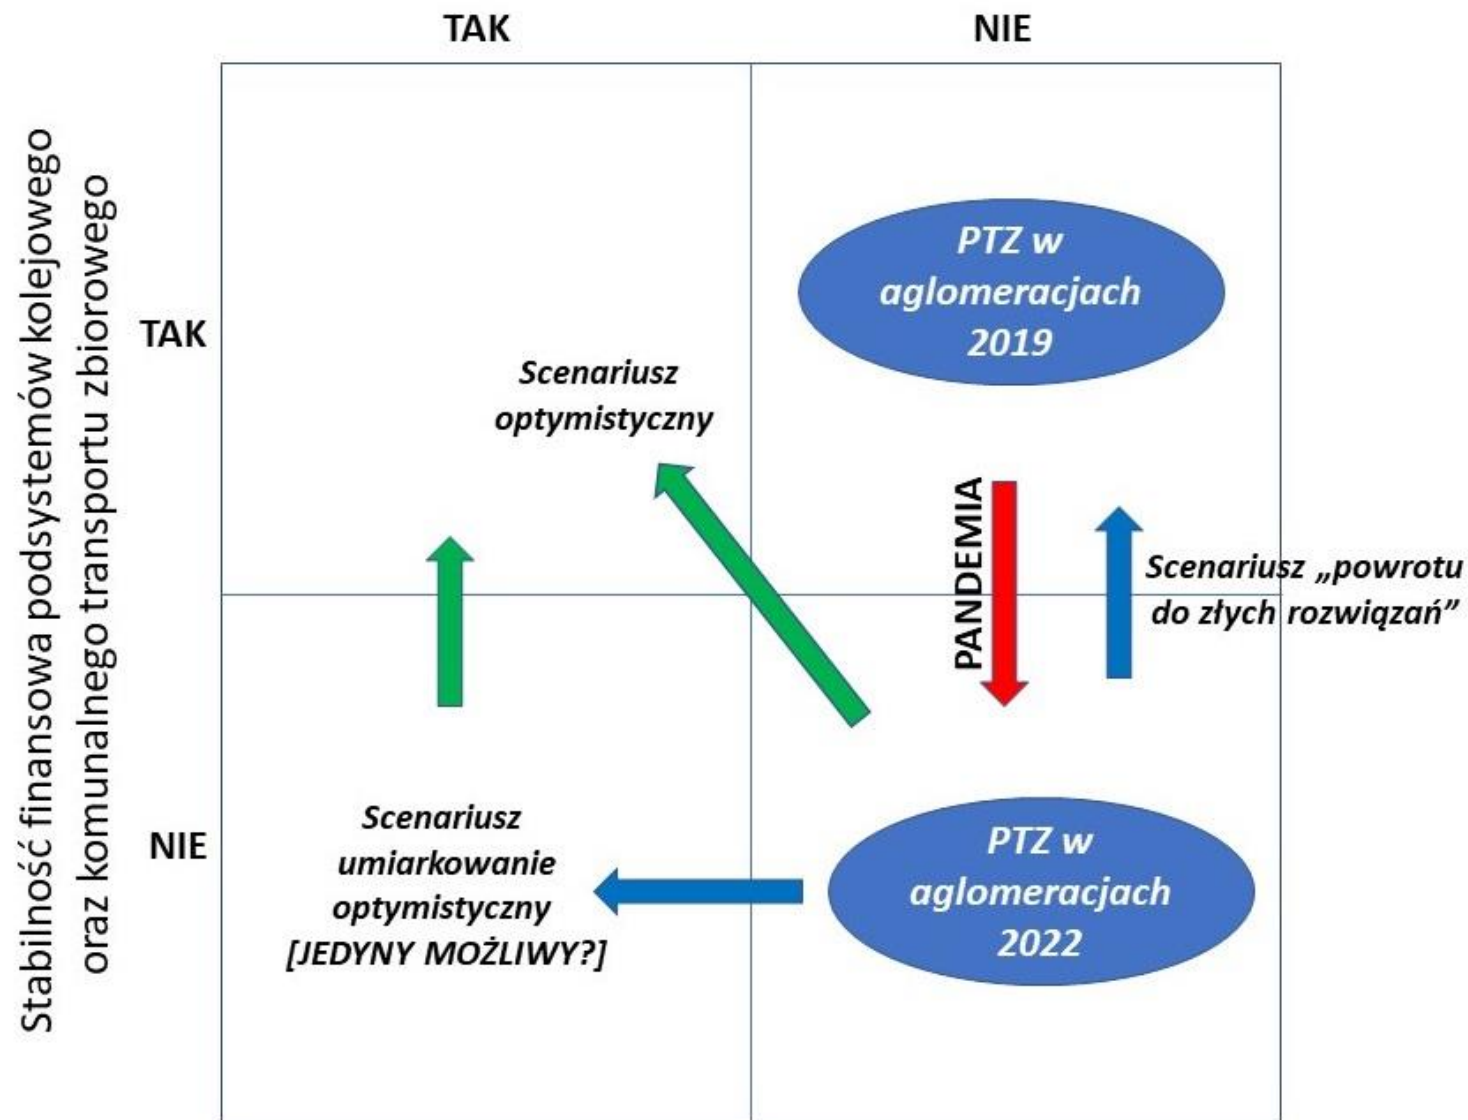 TAK
NIE
Stabilność finansowa podsystemów kolejowego
oraz komunalnego transportu zbiorowego
TAK
PTZ w
aglomeracjach
2019
Scenariusz
optymistyczny
PANDEMIA
Scenariusz „powrotu
do złych rozwiązań”
NIE
Scenariusz
umiarkowanie
optymistyczny
[JEDYNY MOŻLIWY?]
PTZ w
aglomeracjach
2022